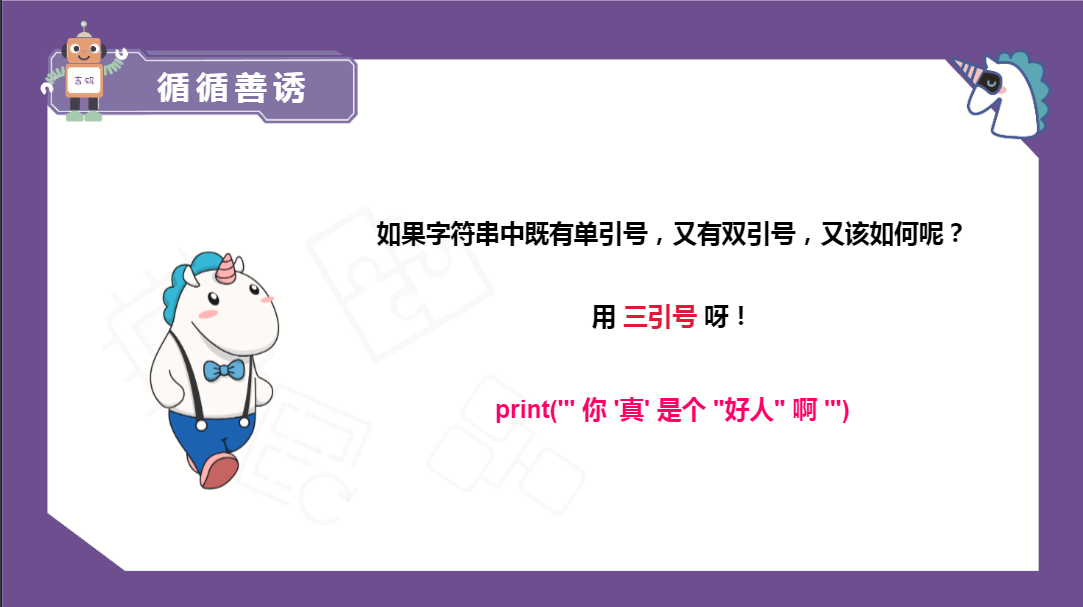 吉码
循循善诱
如果字符串中既有单引号，又有双引号，又该如何呢？
用 三引号 呀！
print(''' 你 '真' 是个 "好人" 啊 ''')